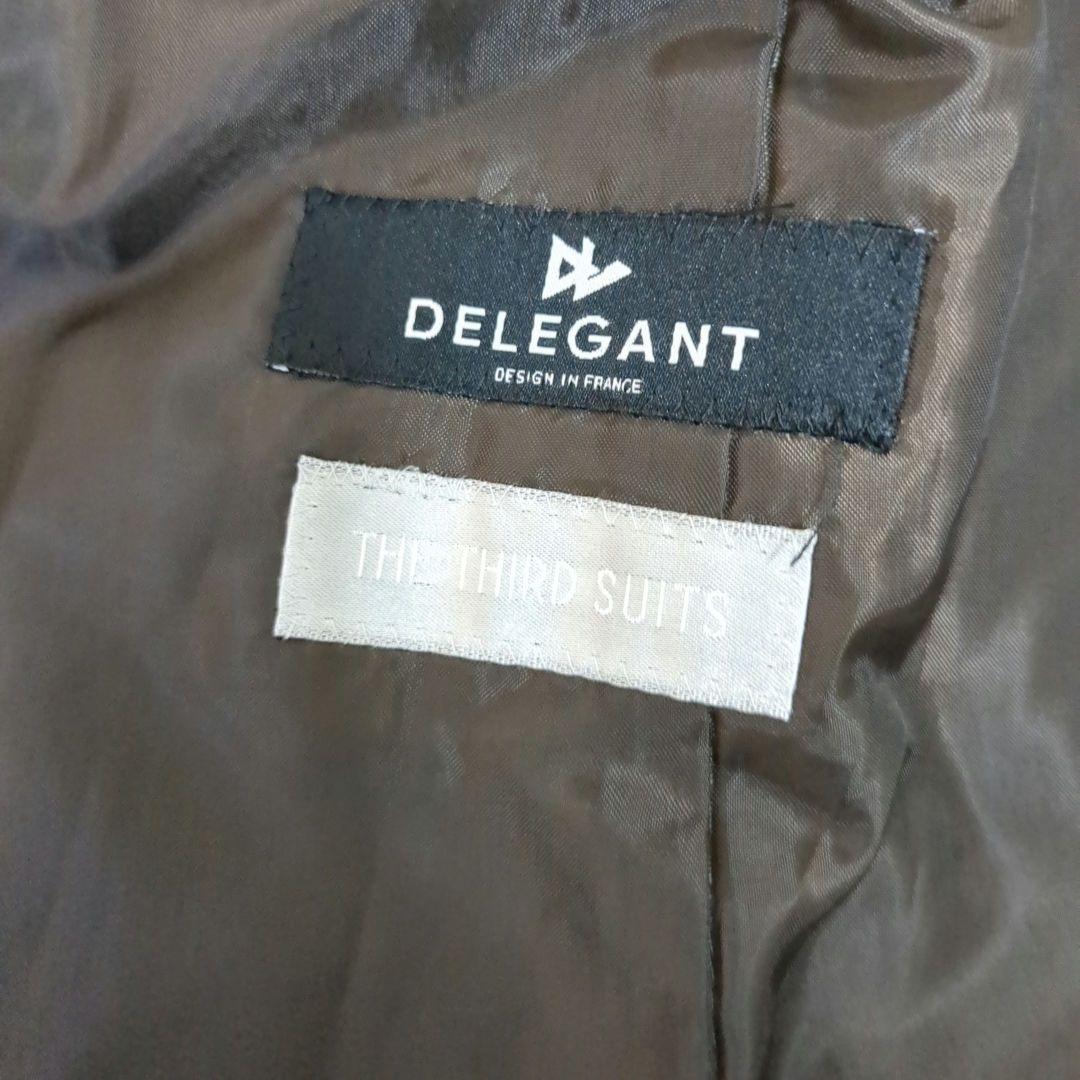 DELEGANT
DESIGN IN FRANCE
THE THIRD SUITS